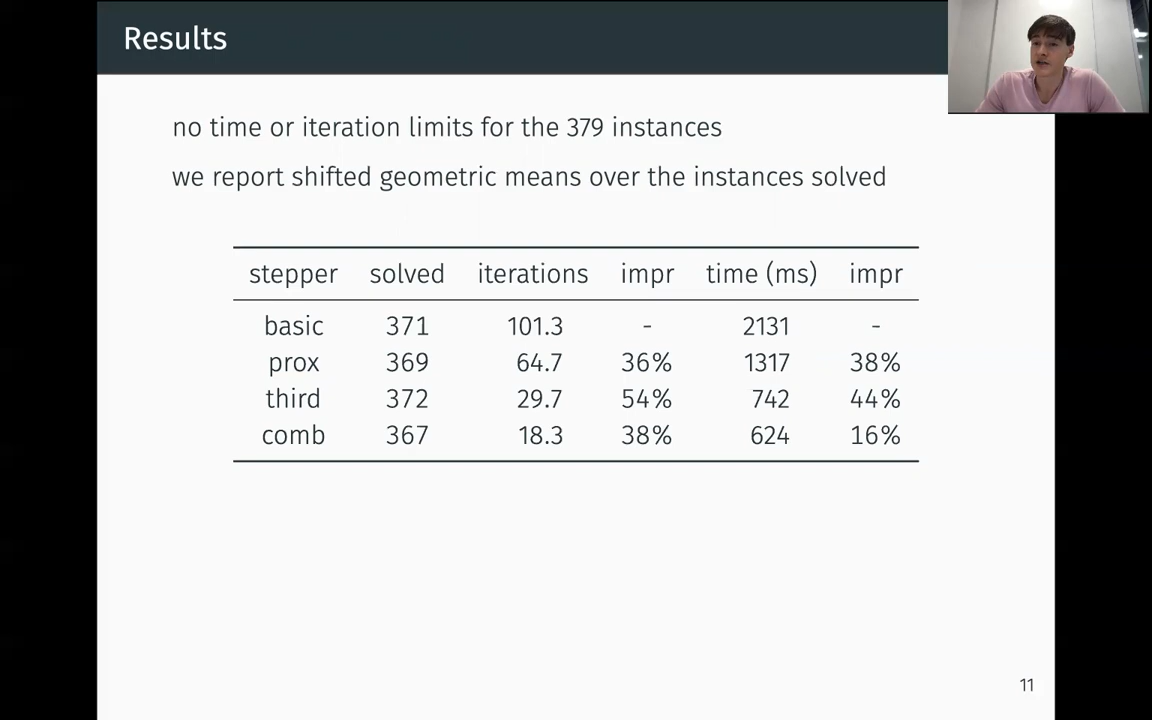 Results
no time or iteration limits for the 379 instances
we report shifted geometric means over the instances solved
stepper solved iterations impr time (ms) impr
basic 371 101.3 - 2131 -
prox 369 64.7 36% 1317 38%
third 372 29.7 54% 742 44%
comb 367 18.3 38% 624 16%
11